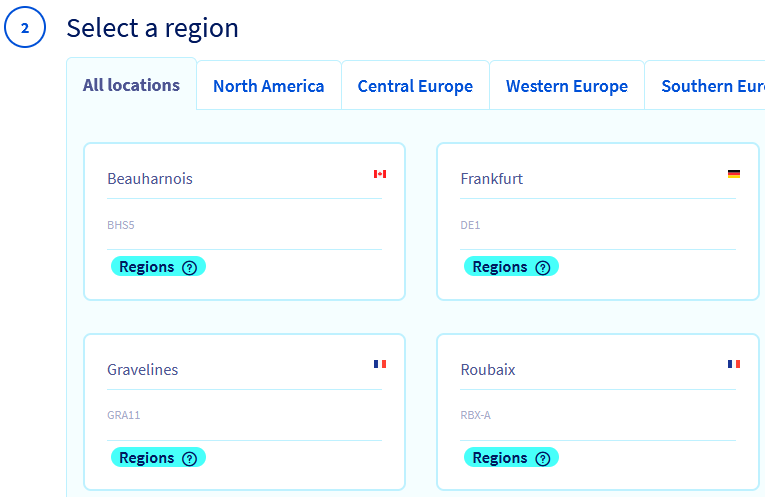 2
Select a region
All locations
North America
Central Europe
Western Europe
Southern Eur
Beauharnois
BHS5
Regions ?
Frankfurt
DE1
Regions ?
Gravelines
GRA11
Regions ?
Roubaix
RBX-A
Regions ?